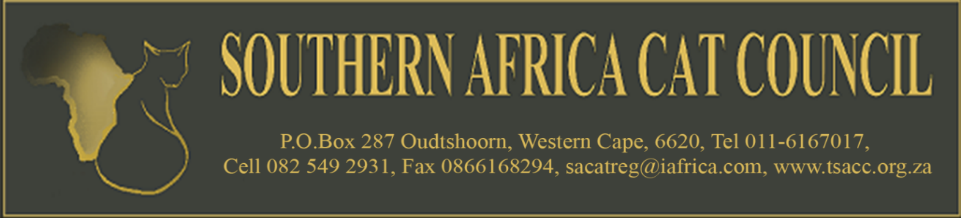 SOUTHERN AFRICA CAT COUNCIL
P.O.Box 287 Oudtshoorn, Western Cape, 6620, Tel 011-6167017,
Cell 082 549 2931, Fax 0866168294, sacatreg@iafrica.com, www.tsacc.org.za